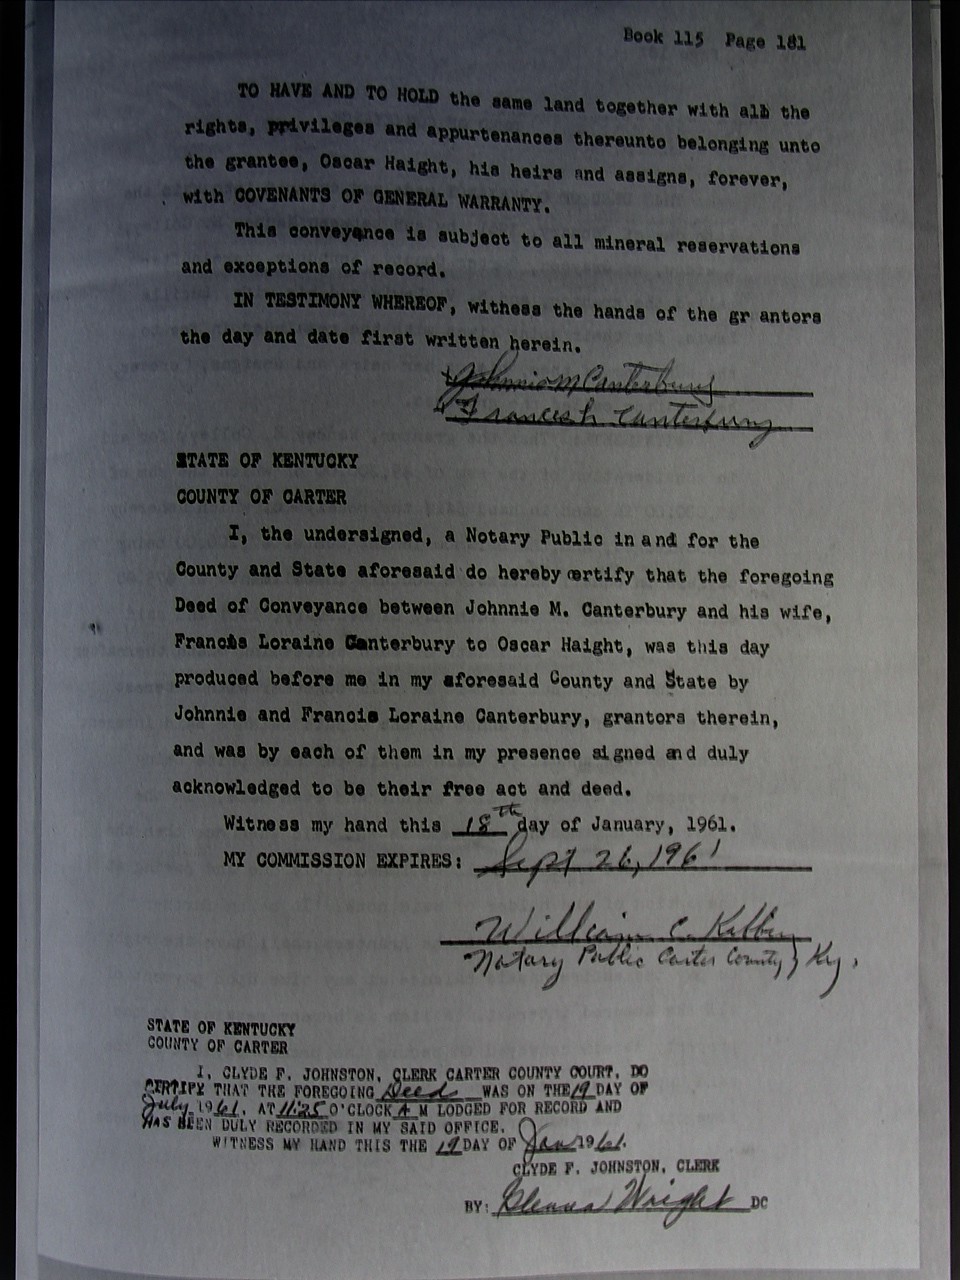 Book 115 Page 181
TO HAVE AND TO HOLD the same land together with all the
rights, privileges and appurtenances thereunto belonging unto
the grantee, Oscar Haight, his heirs and assigns, forever,
with COVENANTS OF GENERAL WARRANTY.
This conveyance is subject to all mineral reservations
and exceptions of record.
IN TESTIMONY WHEREOF, witness the hands of the gr antors
the day and date first written herein.
Johnnie M Canterbury
Frances L Canterbury
STATE OF KENTUCKY
COUNTY OF CARTER
I, the undersigned, a Notary Public in and for the
County and State aforesaid do hereby certify that the foregoing
Deed of Conveyance between Johnnie M. Canterbury and his wife,
Francis Loraine Canterbury to Oscar Haight, was this day
produced before me in my aforesaid County and State by
Johnnie and Francis Loraine Canterbury, grantors therein,
and was by each of them in my presence signed and duly
acknowledged to be their free act and deed.
Witness my hand this 18th day of January, 1961.
MY COMMISSION EXPIRES: Sept 26, 1961
William C. Kibbey
Notary Public Carter County, Ky.
STATE OF KENTUCKY
COUNTY OF CARTER
I, CLYDE F. JOHNSTON, CLERK CARTER COUNTY COURT, DO
CERTIFY THAT THE FOREGOING Deed WAS ON THE 19 DAY OF
July 1961, AT 11:25 O'CLOCK A M LODGED FOR RECORD AND
HAS BEEN DULY RECORDED IN MY SAID OFFICE.
WITNESS MY HAND THIS THE 19 DAY OF Jan 1961.
CLYDE F. JOHNSTON, CLERK
BY: Wright DC